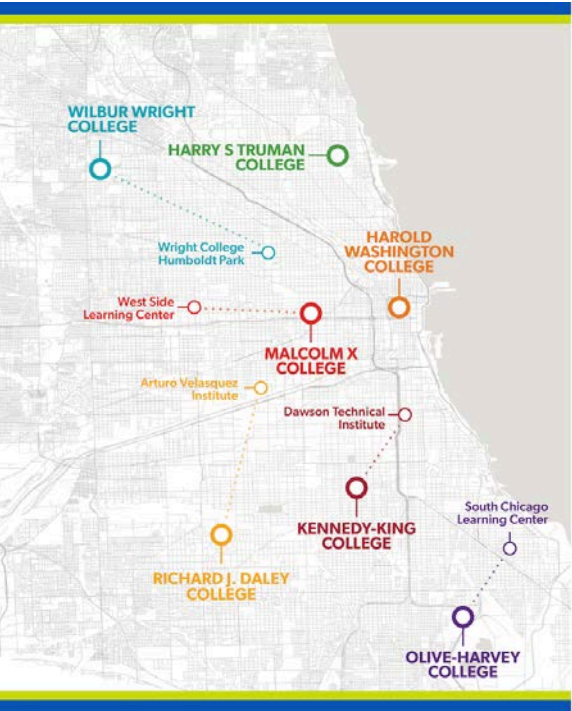 WILBUR WRIGHT
COLLEGE
HARRY S TRUMAN
COLLEGE
Wright College
Humboldt Park
HAROLD
WASHINGTON
COLLEGE
West Side
Learning Center
MALCOLM X
COLLEGE
Arturo Velasquez
Institute
Dawson Technical
Institute
KENNEDY-KING
COLLEGE
South Chicago
Learning Center
RICHARD J. DALEY
COLLEGE
OLIVE-HARVEY
COLLEGE